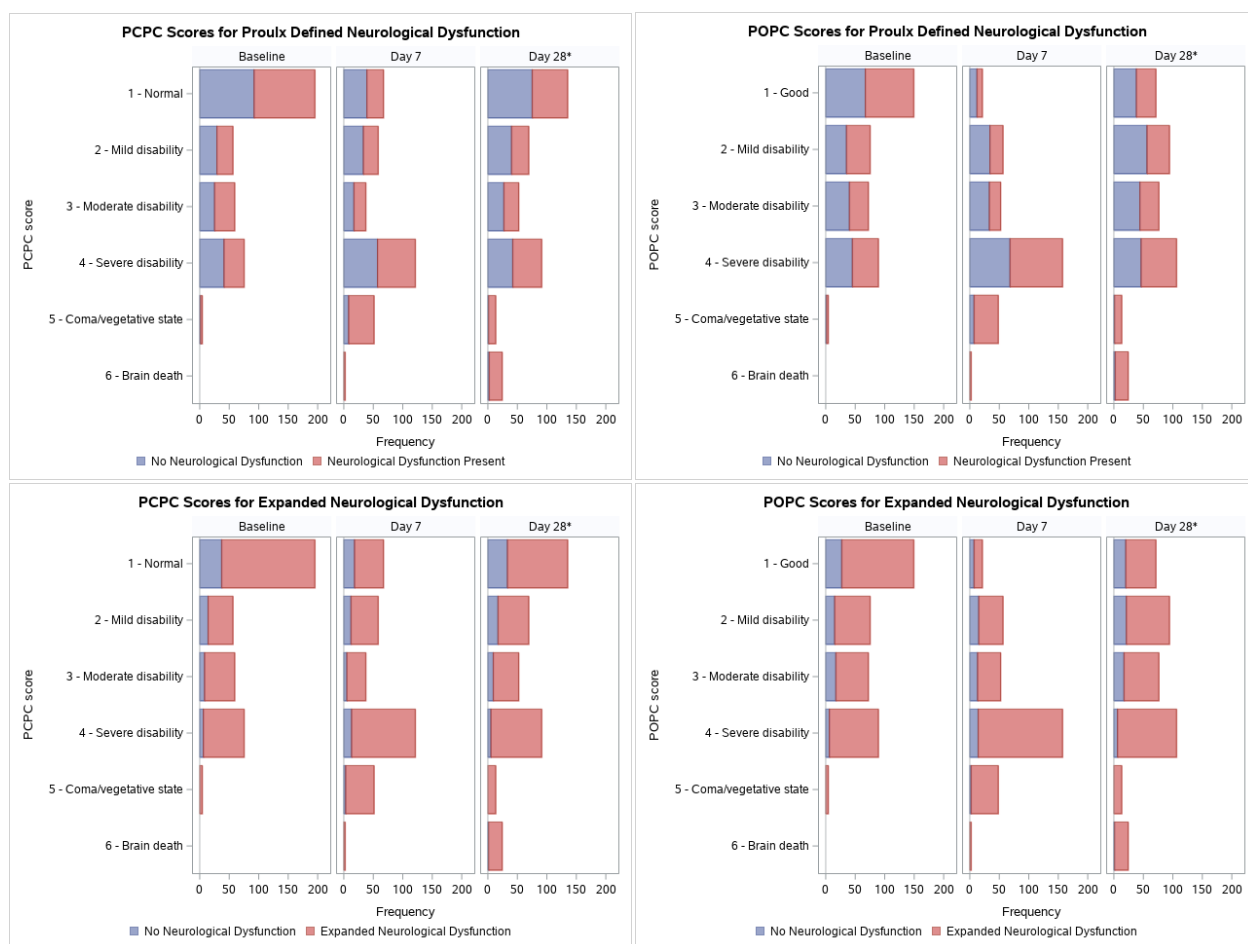 PCPC Scores for Proulx Defined Neurological Dysfunction
Baseline Day 7 Day 28*
PCPC score
1 - Normal
2 - Mild disability
3 - Moderate disability
4 - Severe disability
5 - Coma/vegetative state
6 - Brain death
0 50 100 150 200 0 50 100 150 200 0 50 100 150 200
Frequency
No Neurological Dysfunction Neurological Dysfunction Present
POPC Scores for Proulx Defined Neurological Dysfunction
Baseline Day 7 Day 28*
POPC score
1 - Good
2 - Mild disability
3 - Moderate disability
4 - Severe disability
5 - Coma/vegetative state
6 - Brain death
0 50 100 150 200 0 50 100 150 200 0 50 100 150 200
Frequency
No Neurological Dysfunction Neurological Dysfunction Present
PCPC Scores for Expanded Neurological Dysfunction
Baseline Day 7 Day 28*
PCPC score
1 - Normal
2 - Mild disability
3 - Moderate disability
4 - Severe disability
5 - Coma/vegetative state
6 - Brain death
0 50 100 150 200 0 50 100 150 200 0 50 100 150 200
Frequency
No Neurological Dysfunction Expanded Neurological Dysfunction
POPC Scores for Expanded Neurological Dysfunction
Baseline Day 7 Day 28*
POPC score
1 - Good
2 - Mild disability
3 - Moderate disability
4 - Severe disability
5 - Coma/vegetative state
6 - Brain death
0 50 100 150 200 0 50 100 150 200 0 50 100 150 200
Frequency
No Neurological Dysfunction Expanded Neurological Dysfunction